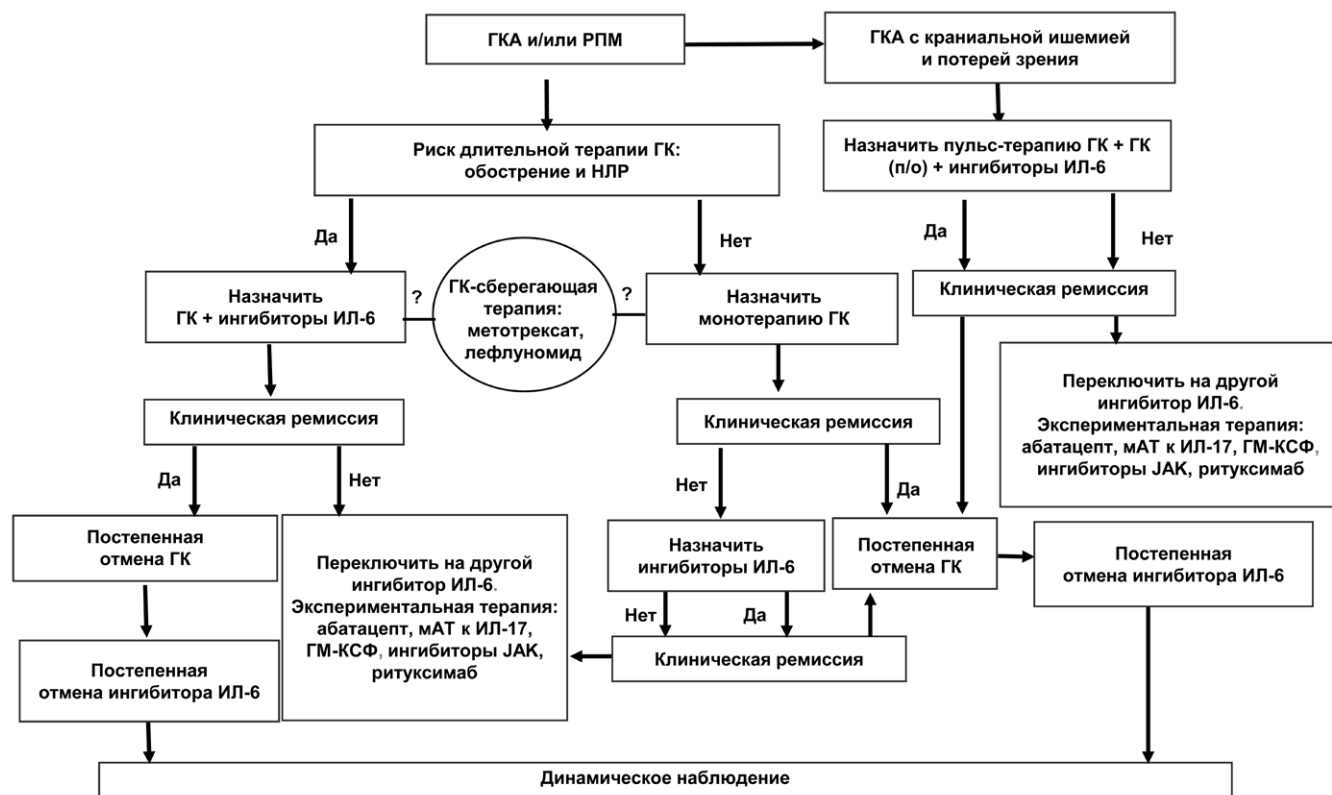 ГКА и/или РПМ
ГКА с краниальной ишемией
и потерей зрения
Риск длительной терапии ГК:
обострение и НЛР
Назначить пульс-терапию ГК + ГК
(п/о) + ингибиторы ИЛ-6
Да
Нет
Да
Нет
Назначить
ГК + ингибиторы ИЛ-6
?
ГК-сберегающая
терапия:
метотрексат,
лефлуномид
?
Назначить
монотерапию ГК
Клиническая ремиссия
Клиническая ремиссия
Клиническая ремиссия
Переключить на другой
ингибитор ИЛ-6.
Экспериментальная терапия:
абатацепт, мАТ к ИЛ-17, ГМ-КСФ,
ингибиторы JAK, ритуксимаб
Да
Нет
Нет
Да
Постепенная
отмена ГК
Переключить на другой
ингибитор ИЛ-6.
Экспериментальная терапия:
абатацепт, мАТ к ИЛ-17,
ГМ-КСФ, ингибиторы JAK,
ритуксимаб
Назначить
ингибиторы ИЛ-6
Постепенная
отмена ГК
Постепенная
отмена ингибитора ИЛ-6
Нет
Да
Клиническая ремиссия
Постепенная
отмена ингибитора ИЛ-6
Динамическое наблюдение